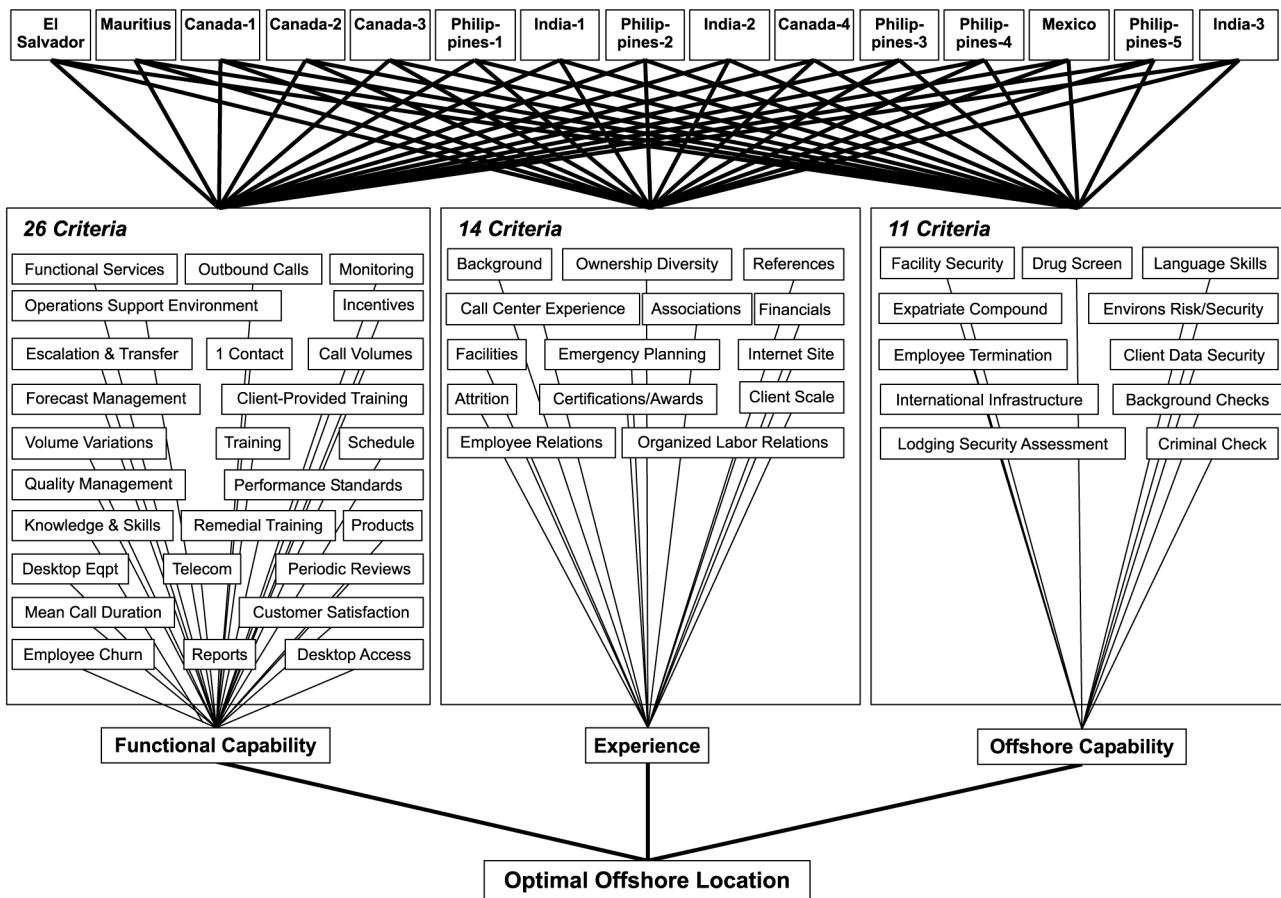 El
Salvador
Mauritius
Canada-1
Canada-2
Canada-3
Philip-
pines-1
India-1
Philip-
pines-2
India-2
Canada-4
Philip-
pines-3
Philip-
pines-4
Mexico
Philip-
pines-5
India-3
26 Criteria
Functional Services
Outbound Calls
Monitoring
Operations Support Environment
Incentives
Escalation & Transfer
1 Contact
Call Volumes
Forecast Management
Client-Provided Training
Volume Variations
Training
Schedule
Quality Management
Performance Standards
Knowledge & Skills
Remedial Training
Products
Desktop Eqpt
Telecom
Periodic Reviews
Mean Call Duration
Customer Satisfaction
Employee Churn
Reports
Desktop Access
14 Criteria
Background
Ownership Diversity
References
Call Center Experience
Associations
Financials
Facilities
Emergency Planning
Internet Site
Attrition
Certifications/Awards
Client Scale
Employee Relations
Organized Labor Relations
11 Criteria
Facility Security
Drug Screen
Language Skills
Expatriate Compound
Environs Risk/Security
Employee Termination
Client Data Security
International Infrastructure
Background Checks
Lodging Security Assessment
Criminal Check
Functional Capability
Experience
Offshore Capability
Optimal Offshore Location